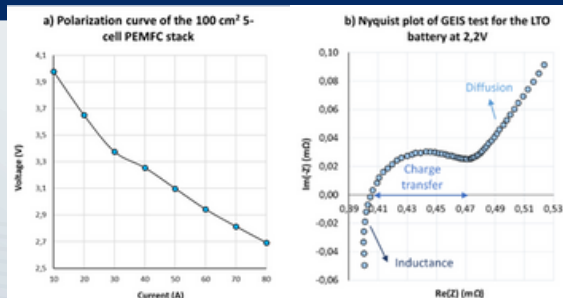 a) Polarization curve of the 100 cm² 5-
cell PEMFC stack
4,1
3,9
3,7
3,5
3,3
3,1
2,9
2,7
2,5
Voltage (V)
10 20 30 40 50 60 70 80
Current (A)
b) Nyquist plot of GEIS test for the LTO
battery at 2,2V
0,10
0,08
0,06
0,04
0,02
0,00
-0,02
-0,04
-0,06
Im(-Z) (mΩ)
Diffusion
Charge
transfer
0,39 0,41 0,43 0,45 0,47 0,49 0,51 0,53
Inductance
Re(Z) (mΩ)